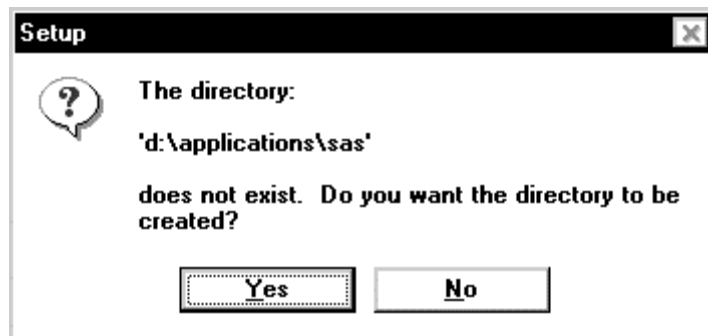 Setup
The directory:
'd:\applications\sas'
does not exist.  Do you want the directory to be
created?
Yes
No